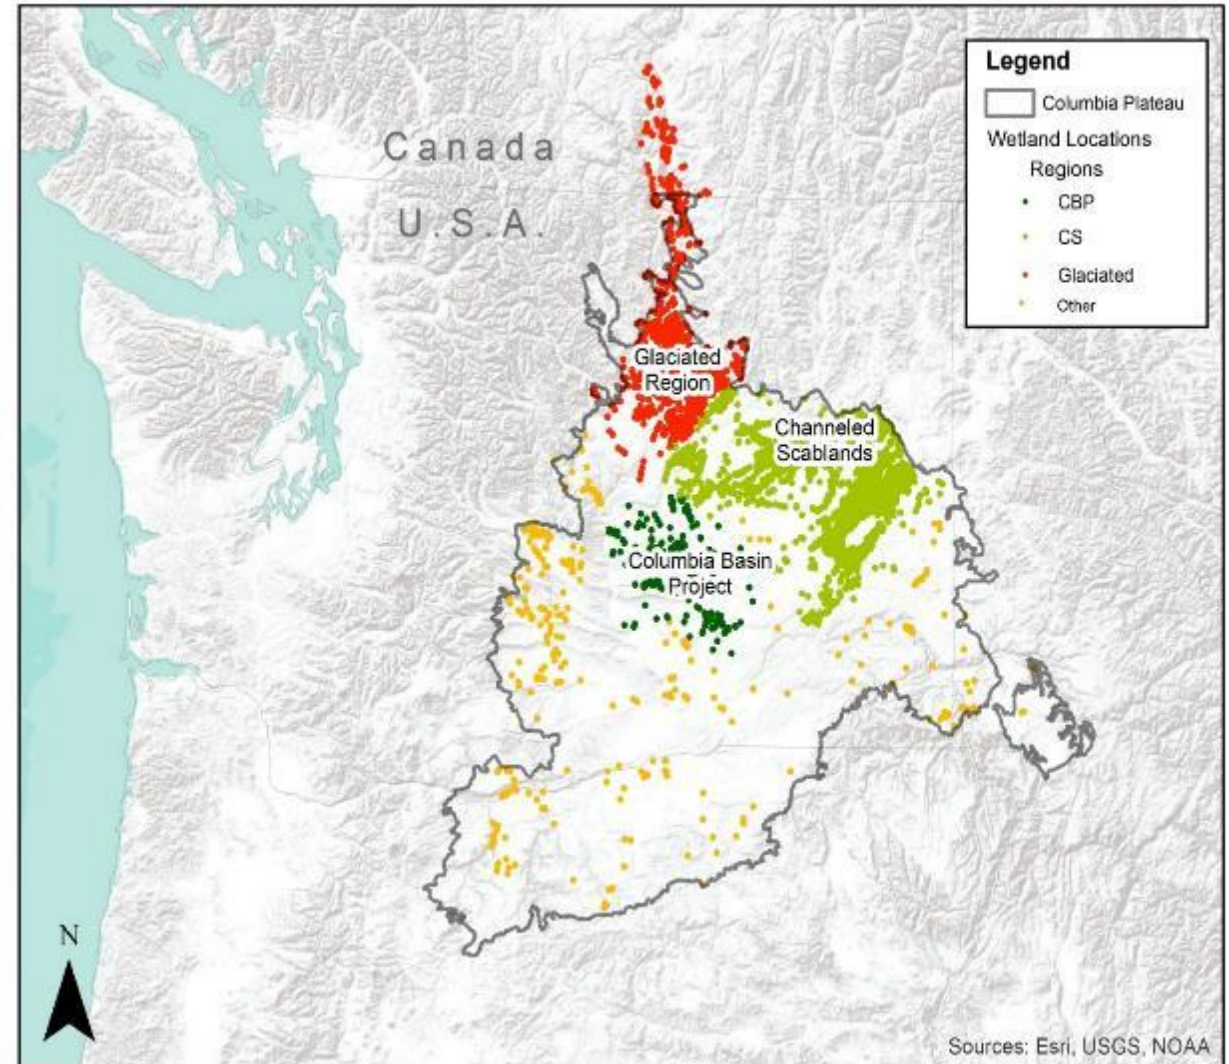 Legend
Columbia Plateau
Wetland Locations
Regions
CBP
CS
Glaciated
Other
Canada
U.S.A.
Glaciated
Region
Channeled
Scablands
Columbia Basin
Project
N
Sources: Esri, USGS, NOAA